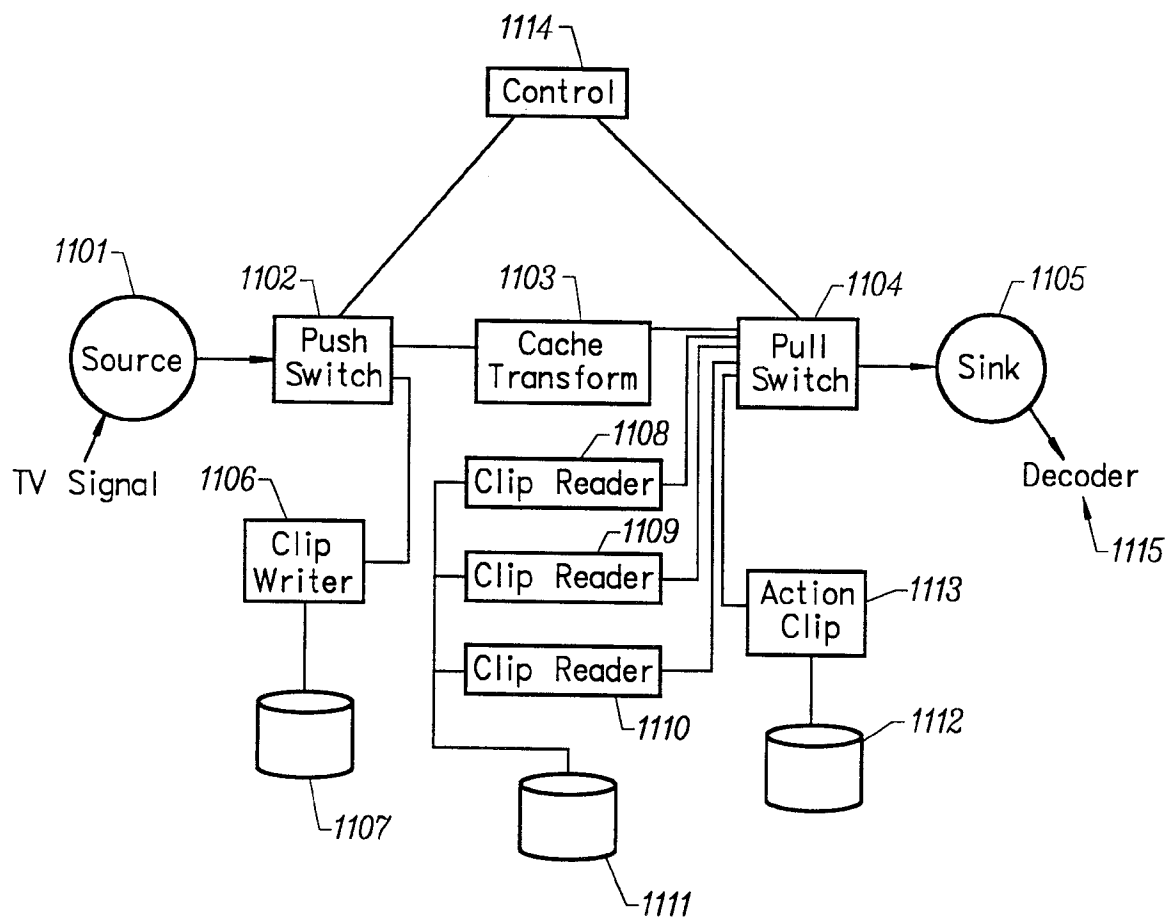 1114
Control
1101
1102
1103
1104
1105
Source
Push
Switch
Cache
Transform
Pull
Switch
Sink
TV Signal
1106
1108
Clip Reader
Decoder
1115
Clip
Writer
1109
Clip Reader
Action
Clip
1113
Clip Reader
1110
1107
1112
1111